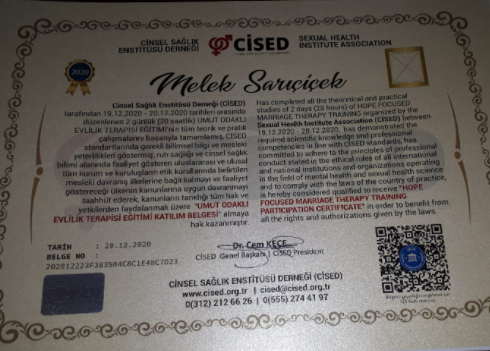 CİNSEL SAĞLIK
ENSTİTÜSÜ DERNEĞİ
CİSED
SEXUAL HEALTH
INSTITUTE ASSOCIATION
2020
Melek Sarıçiçek
Cinsel Sağlık Enstitüsü Derneği (CİSED)
tarafından 19.12.2020 - 20.12.2020 tarihleri arasında
düzenlenen 2 günlük (20 saatlik) UMUT ODAKLI
EVLİLİK TERAPİSİ EĞİTİMİ'nin tüm teorik ve pratik
çalışmalarını başarıyla tamamlamış, CİSED
standartlarında gerekli bilimsel bilgi ve mesleki
yeterlilikleri göstermiş, ruh sağlığı ve cinsel sağlık
bilimi alanında faaliyet gösteren uluslararası ve ulusal
tüm kurum ve kuruluşların etik kurallarında belirtilen
mesleki davranış ilkelerine bağlı kalmayı ve faaliyet
göstereceği ülkenin kanunlarına uygun davranmayı
taahhüt ederek, kanunların tüm hak ve
yetkilerden faydalanmak üzere "UMUT ODAKLI
EVLİLİK TERAPİSİ EĞİTİMİ KATILIM BELGESİ" almaya
hak kazanmıştır.
Has completed all the theoretical and practical
studies of 2 days (20 hours) of HOPE FOCUSED
MARRIAGE THERAPY TRAINING organized by the
Sexual Health Institute Association (CISED) between
19.12.2020 - 20.12.2020, has demonstrated the
required scientific knowledge and professional
competencies in line with CISED standards, has
committed to adhere to the principles of professional
conduct stated in the ethical rules of all international
and national institutions and organizations operating
in the field of mental health and sexual health science
and to comply with the laws of the country of practice,
is hereby considered qualified to receive "HOPE
FOCUSED MARRIAGE THERAPY TRAINING
PARTICIPATION CERTIFICATE" in order to benefit from
all the rights and authorizations given by the laws.
TARİH : 20.12.2020
BELGE NO :
Dr. Cem KEÇE
CİSED Genel Başkanı | CİSED President
CİNSEL SAĞLIK ENSTİTÜSÜ DERNEĞİ (CİSED)
www.cised.org.tr | cised@cised.org.tr
0(312) 212 66 26 | 0(555) 274 41 97